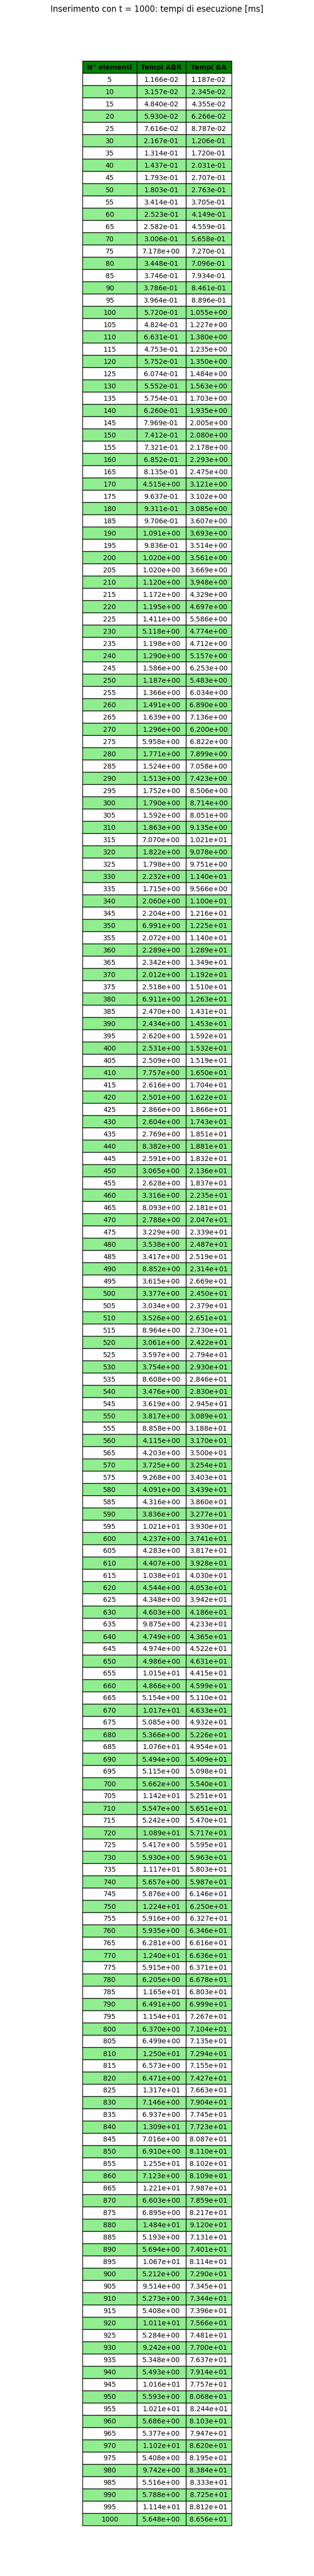 Inserimento con t = 1000: tempi di esecuzione [ms]
N° elementi Tempi ABR Tempi BA
5 1.166e-02 1.187e-02
10 3.157e-02 2.345e-02
15 4.840e-02 4.355e-02
20 5.930e-02 6.266e-02
25 7.616e-02 8.787e-02
30 2.167e-01 1.206e-01
35 1.314e-01 1.720e-01
40 1.437e-01 2.031e-01
45 1.793e-01 2.707e-01
50 1.803e-01 2.763e-01
55 3.414e-01 3.705e-01
60 2.523e-01 4.149e-01
65 2.582e-01 4.559e-01
70 3.006e-01 5.658e-01
75 7.178e+00 7.270e-01
80 3.448e-01 7.096e-01
85 3.746e-01 7.934e-01
90 3.786e-01 8.461e-01
95 3.964e-01 8.896e-01
100 5.720e-01 1.055e+00
105 4.824e-01 1.227e+00
110 6.631e-01 1.380e+00
115 4.753e-01 1.235e+00
120 5.752e-01 1.350e+00
125 6.074e-01 1.484e+00
130 5.552e-01 1.563e+00
135 5.754e-01 1.703e+00
140 6.260e-01 1.935e+00
145 7.969e-01 2.005e+00
150 7.412e-01 2.080e+00
155 7.321e-01 2.178e+00
160 6.852e-01 2.293e+00
165 8.135e-01 2.475e+00
170 4.515e+00 3.121e+00
175 9.637e-01 3.102e+00
180 9.311e-01 3.085e+00
185 9.706e-01 3.607e+00
190 1.091e+00 3.693e+00
195 9.836e-01 3.514e+00
200 1.020e+00 3.561e+00
205 1.020e+00 3.669e+00
210 1.120e+00 3.948e+00
215 1.172e+00 4.329e+00
220 1.195e+00 4.697e+00
225 1.411e+00 5.586e+00
230 5.118e+00 4.774e+00
235 1.198e+00 4.712e+00
240 1.290e+00 5.157e+00
245 1.586e+00 6.253e+00
250 1.187e+00 5.483e+00
255 1.366e+00 6.034e+00
260 1.491e+00 6.890e+00
265 1.639e+00 7.136e+00
270 1.296e+00 6.200e+00
275 5.958e+00 6.822e+00
280 1.771e+00 7.899e+00
285 1.524e+00 7.058e+00
290 1.513e+00 7.423e+00
295 1.752e+00 8.506e+00
300 1.790e+00 8.714e+00
305 1.592e+00 8.051e+00
310 1.863e+00 9.135e+00
315 7.070e+00 1.021e+01
320 1.822e+00 9.078e+00
325 1.798e+00 9.751e+00
330 2.232e+00 1.140e+01
335 1.715e+00 9.566e+00
340 2.060e+00 1.100e+01
345 2.204e+00 1.216e+01
350 6.991e+00 1.225e+01
355 2.072e+00 1.140e+01
360 2.289e+00 1.289e+01
365 2.342e+00 1.349e+01
370 2.012e+00 1.192e+01
375 2.518e+00 1.510e+01
380 6.911e+00 1.263e+01
385 2.470e+00 1.431e+01
390 2.434e+00 1.453e+01
395 2.620e+00 1.592e+01
400 2.531e+00 1.532e+01
405 2.509e+00 1.519e+01
410 7.757e+00 1.650e+01
415 2.616e+00 1.704e+01
420 2.501e+00 1.622e+01
425 2.866e+00 1.866e+01
430 2.604e+00 1.743e+01
435 2.769e+00 1.851e+01
440 8.382e+00 1.881e+01
445 2.591e+00 1.832e+01
450 3.065e+00 2.136e+01
455 2.628e+00 1.837e+01
460 3.316e+00 2.235e+01
465 8.093e+00 2.181e+01
470 2.788e+00 2.047e+01
475 3.229e+00 2.339e+01
480 3.538e+00 2.487e+01
485 3.417e+00 2.519e+01
490 8.852e+00 2.314e+01
495 3.615e+00 2.669e+01
500 3.377e+00 2.450e+01
505 3.034e+00 2.379e+01
510 3.526e+00 2.651e+01
515 8.964e+00 2.730e+01
520 3.061e+00 2.422e+01
525 3.597e+00 2.794e+01
530 3.754e+00 2.930e+01
535 8.608e+00 2.846e+01
540 3.476e+00 2.830e+01
545 3.619e+00 2.945e+01
550 3.817e+00 3.089e+01
555 8.858e+00 3.188e+01
560 4.115e+00 3.170e+01
565 4.203e+00 3.500e+01
570 3.725e+00 3.254e+01
575 9.268e+00 3.403e+01
580 4.091e+00 3.439e+01
585 4.316e+00 3.860e+01
590 3.836e+00 3.277e+01
595 1.021e+01 3.930e+01
600 4.237e+00 3.741e+01
605 4.283e+00 3.817e+01
610 4.407e+00 3.928e+01
615 1.038e+01 4.030e+01
620 4.544e+00 4.053e+01
625 4.348e+00 3.942e+01
630 4.603e+00 4.186e+01
635 9.875e+00 4.233e+01
640 4.749e+00 4.365e+01
645 4.974e+00 4.522e+01
650 4.986e+00 4.631e+01
655 1.015e+01 4.415e+01
660 4.866e+00 4.599e+01
665 5.154e+00 5.110e+01
670 1.017e+01 4.633e+01
675 5.085e+00 4.932e+01
680 5.366e+00 5.226e+01
685 1.076e+01 4.954e+01
690 5.494e+00 5.409e+01
695 5.115e+00 5.098e+01
700 5.662e+00 5.540e+01
705 1.142e+01 5.251e+01
710 5.547e+00 5.651e+01
715 5.242e+00 5.470e+01
720 1.089e+01 5.717e+01
725 5.417e+00 5.595e+01
730 5.930e+00 5.963e+01
735 1.117e+01 5.803e+01
740 5.657e+00 5.987e+01
745 5.876e+00 6.146e+01
750 1.224e+01 6.250e+01
755 5.916e+00 6.327e+01
760 5.935e+00 6.346e+01
765 6.281e+00 6.616e+01
770 1.240e+01 6.636e+01
775 5.915e+00 6.371e+01
780 6.205e+00 6.678e+01
785 1.165e+01 6.803e+01
790 6.491e+00 6.999e+01
795 1.154e+01 7.267e+01
800 6.370e+00 7.104e+01
805 6.499e+00 7.135e+01
810 1.250e+01 7.294e+01
815 6.573e+00 7.155e+01
820 6.471e+00 7.427e+01
825 1.317e+01 7.663e+01
830 7.146e+00 7.904e+01
835 6.937e+00 7.745e+01
840 1.309e+01 7.723e+01
845 7.016e+00 8.087e+01
850 6.910e+00 8.110e+01
855 1.255e+01 8.102e+01
860 7.123e+00 8.109e+01
865 1.221e+01 7.987e+01
870 6.603e+00 7.859e+01
875 6.895e+00 8.217e+01
880 1.484e+01 9.120e+01
885 5.193e+00 7.131e+01
890 5.694e+00 7.401e+01
895 1.067e+01 8.114e+01
900 5.212e+00 7.290e+01
905 9.514e+00 7.345e+01
910 5.273e+00 7.344e+01
915 5.408e+00 7.396e+01
920 1.011e+01 7.566e+01
925 5.284e+00 7.481e+01
930 9.242e+00 7.700e+01
935 5.348e+00 7.637e+01
940 5.493e+00 7.914e+01
945 1.016e+01 7.757e+01
950 5.593e+00 8.068e+01
955 1.021e+01 8.244e+01
960 5.686e+00 8.103e+01
965 5.377e+00 7.947e+01
970 1.102e+01 8.620e+01
975 5.408e+00 8.195e+01
980 9.742e+00 8.384e+01
985 5.516e+00 8.333e+01
990 5.788e+00 8.725e+01
995 1.114e+01 8.812e+01
1000 5.648e+00 8.656e+01